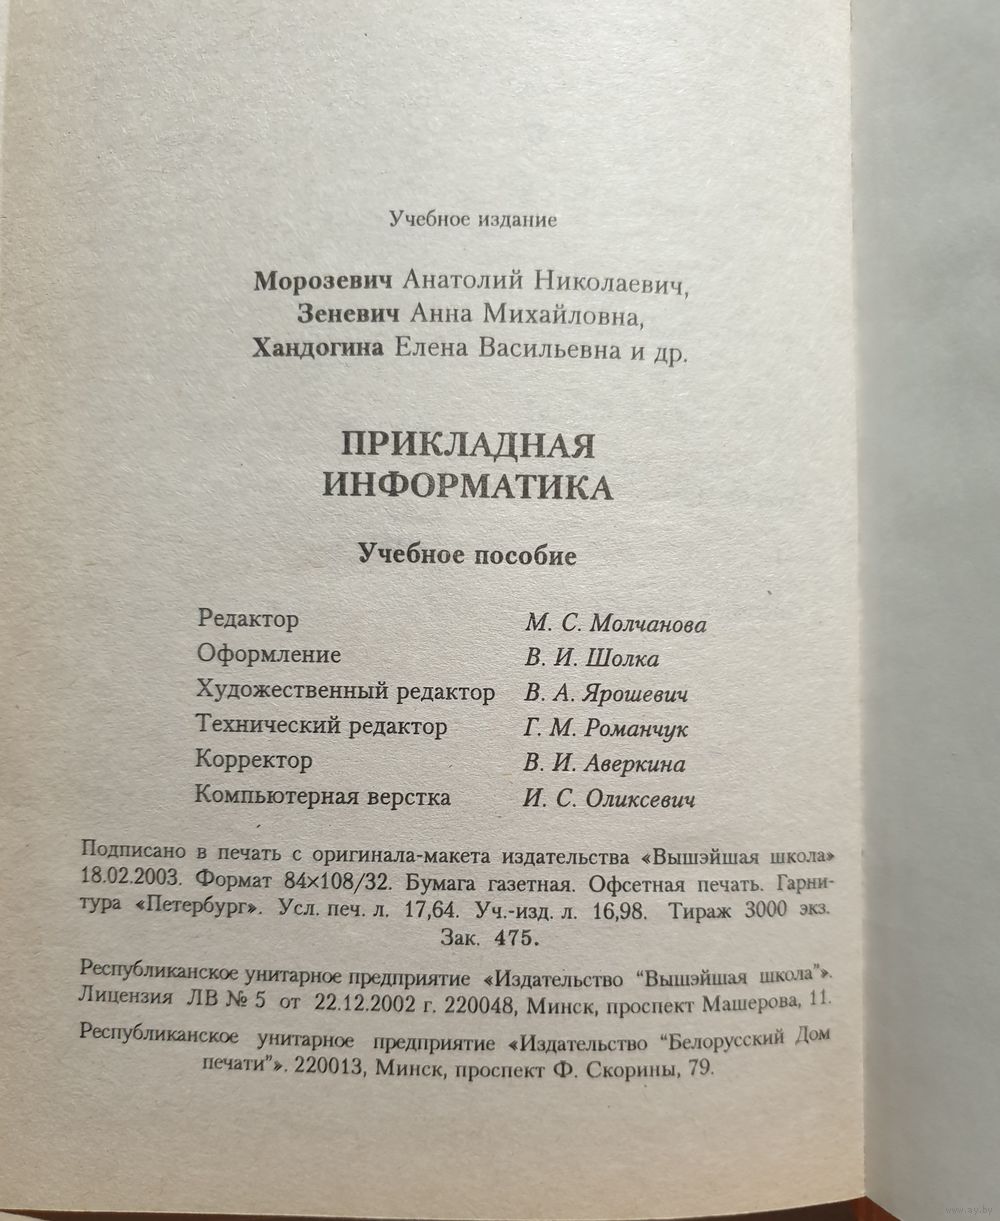 Учебное издание
Морозевич Анатолий Николаевич,
Зеневич Анна Михайловна,
Хандогина Елена Васильевна и др.
ПРИКЛАДНАЯ
ИНФОРМАТИКА
Учебное пособие
Редактор М. С. Молчанова
Оформление В. И. Шолка
Художественный редактор В. А. Ярошевич
Технический редактор Г. М. Романчук
Корректор В. И. Аверкина
Компьютерная верстка И. С. Оликсевич
Подписано в печать с оригинала-макета издательства «Вышэйшая школа»
18.02.2003. Формат 84×108/32. Бумага газетная. Офсетная печать. Гарни-
тура «Петербург». Усл. печ. л. 17,64. Уч.-изд. л. 16,98. Тираж 3000 экз.
Зак. 475.
Республиканское унитарное предприятие «Издательство “Вышэйшая школа”».
Лицензия ЛВ № 5 от 22.12.2002 г. 220048, Минск, проспект Машерова, 11.
Республиканское унитарное предприятие «Издательство “Белорусский Дом
печати”». 220013, Минск, проспект Ф. Скорины, 79.
www.ay.by